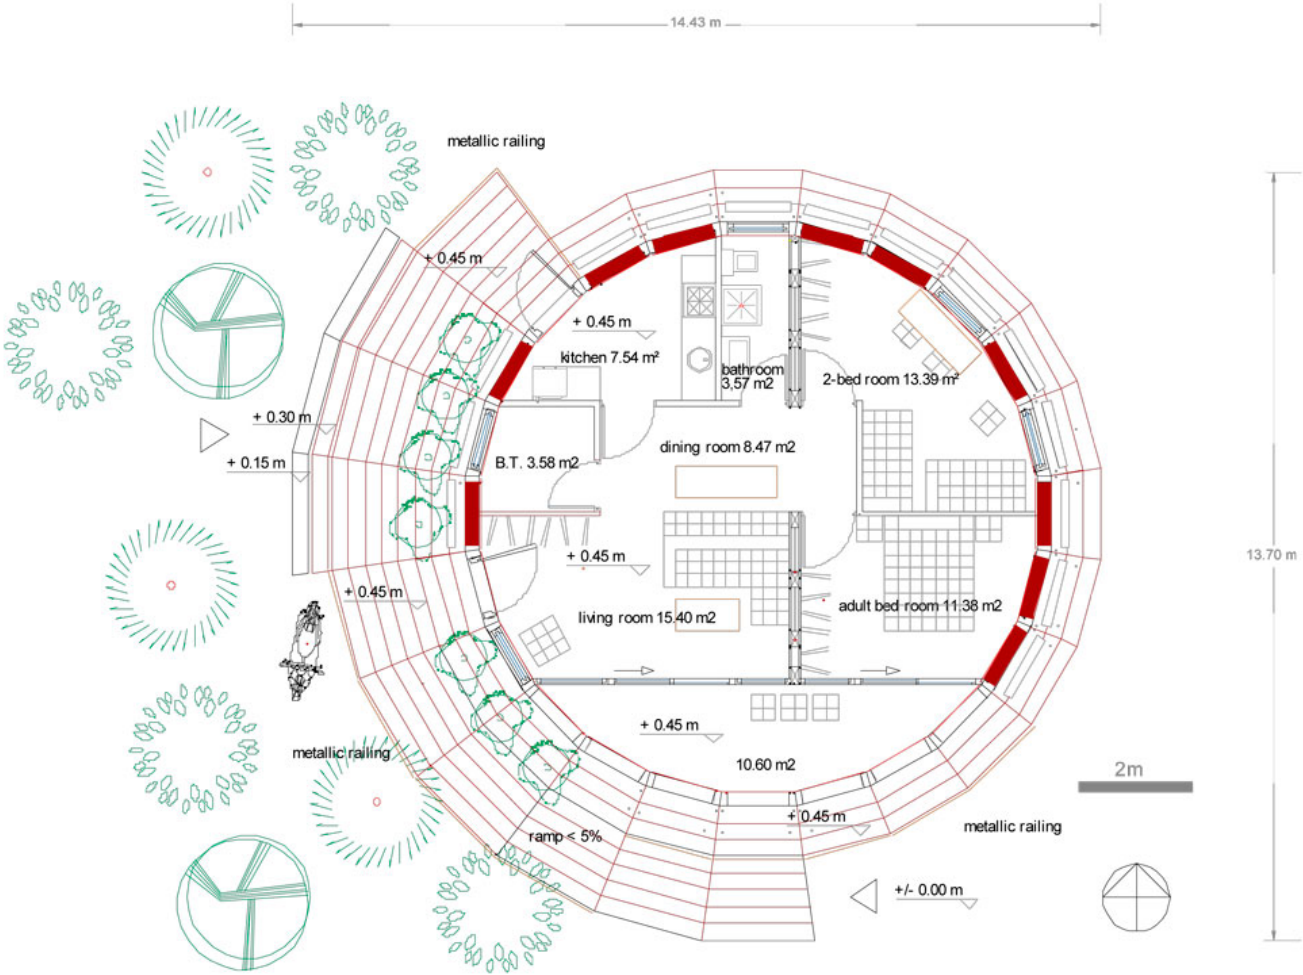 14.43 m
metallic railing
+ 0.45 m
+ 0.45 m
kitchen 7.54 m²
bathroom
3,57 m2
2-bed room 13.39 m²
+ 0.30 m
+ 0.15 m
B.T. 3.58 m2
dining room 8.47 m2
+ 0.45 m
13.70 m
+ 0.45 m
living room 15.40 m2
adult bed room 11.38 m2
+ 0.45 m
metallic railing
10.60 m2
2m
+ 0.45 m
ramp < 5%
metallic railing
+/- 0.00 m